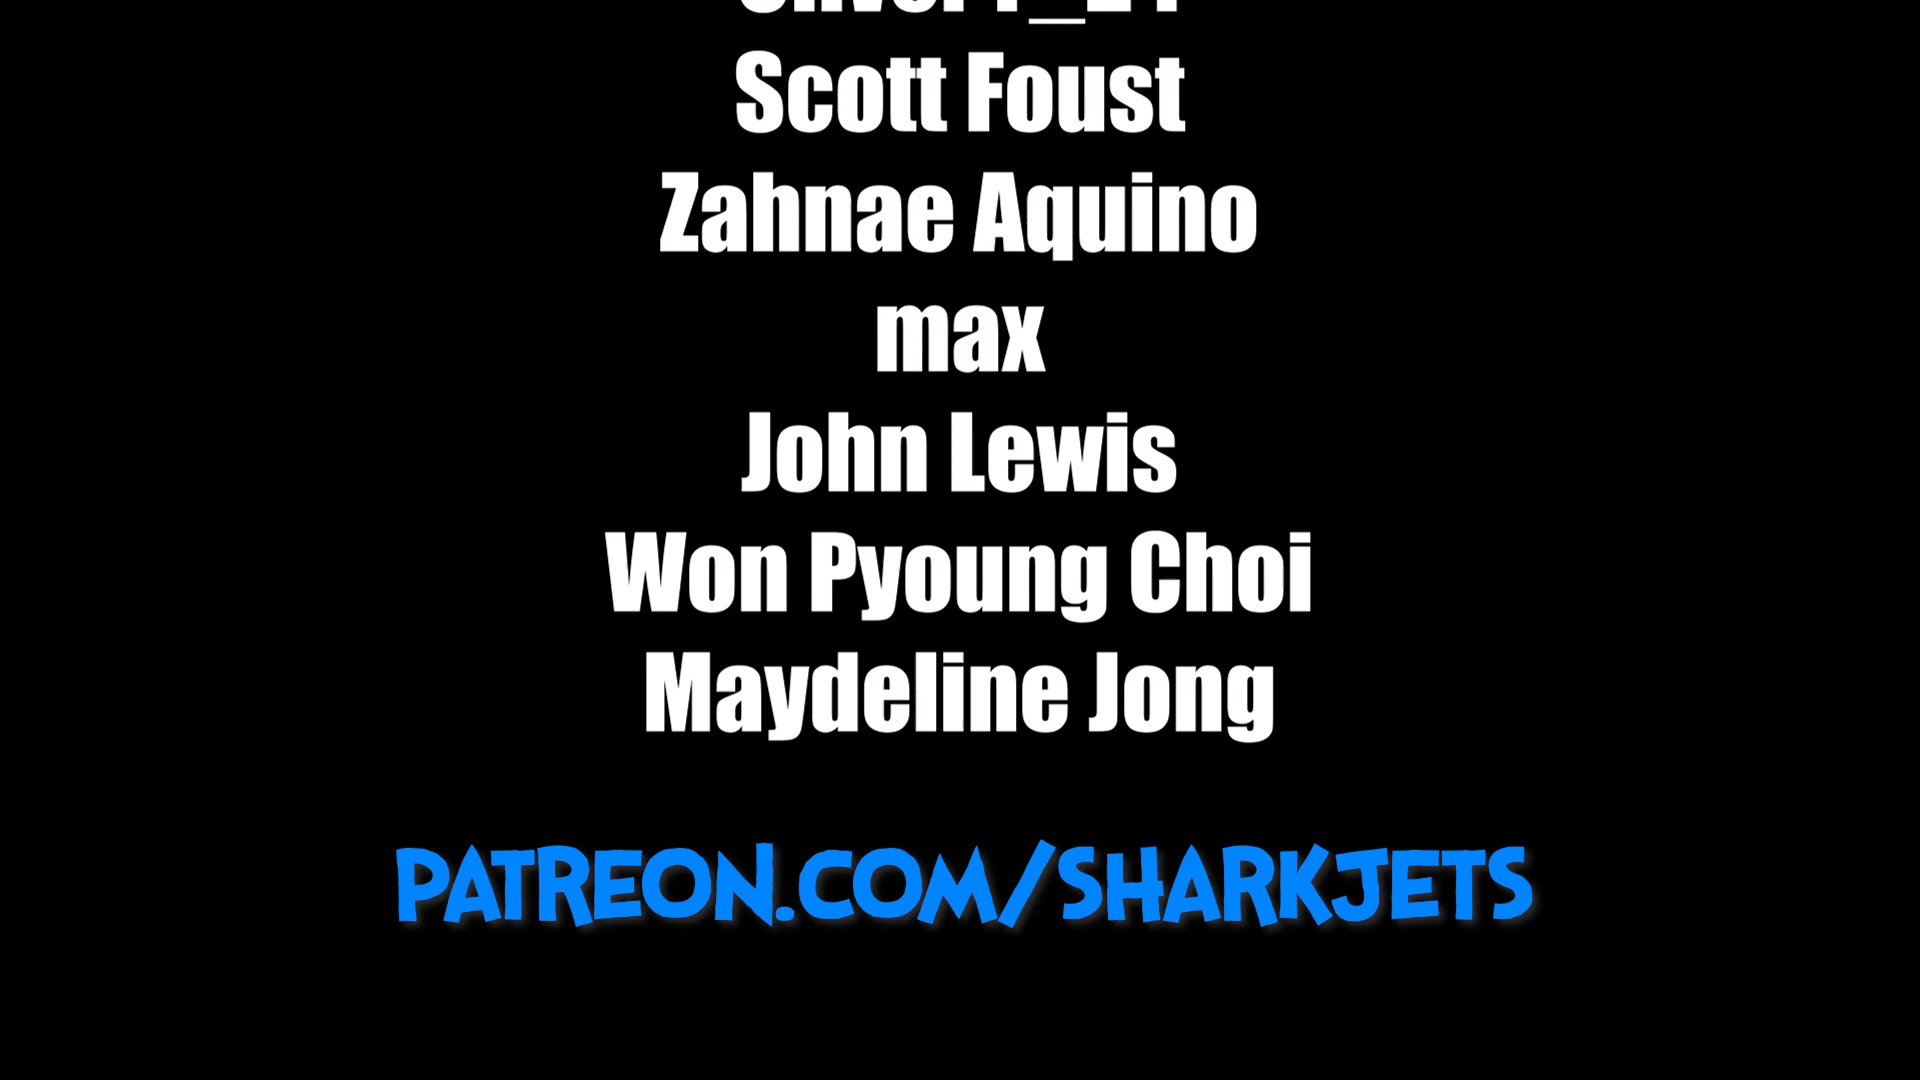 Scott Foust
Zahnae Aquino
max
John Lewis
Won Pyoung Choi
Maydeline Jong
PATREON.COM/SHARKJETS